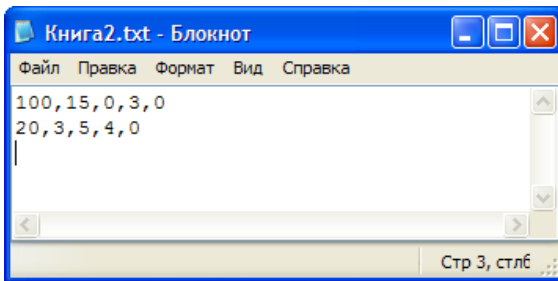 Книга2.txt - Блокнот
Файл Правка Формат Вид Справка
100,15,0,3,0
20,3,5,4,0
Стр 3, стлб